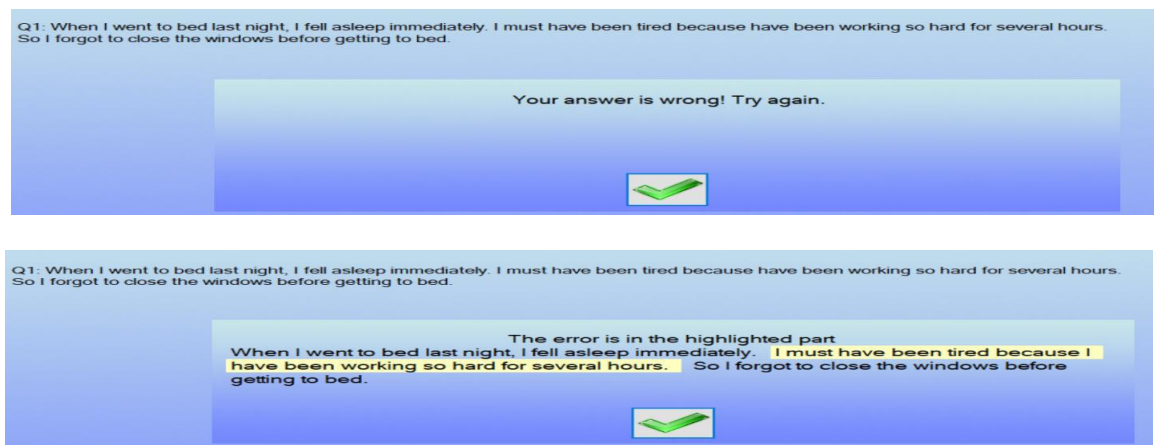 Q1: When I went to bed last night, I fell asleep immediately. I must have been tired because have been working so hard for several hours.
So I forgot to close the windows before getting to bed.
Your answer is wrong! Try again.
Q1: When I went to bed last night, I fell asleep immediately. I must have been tired because have been working so hard for several hours.
So I forgot to close the windows before getting to bed.
The error is in the highlighted part
When I went to bed last night, I fell asleep immediately. I must have been tired because I
have been working so hard for several hours. So I forgot to close the windows before
getting to bed.